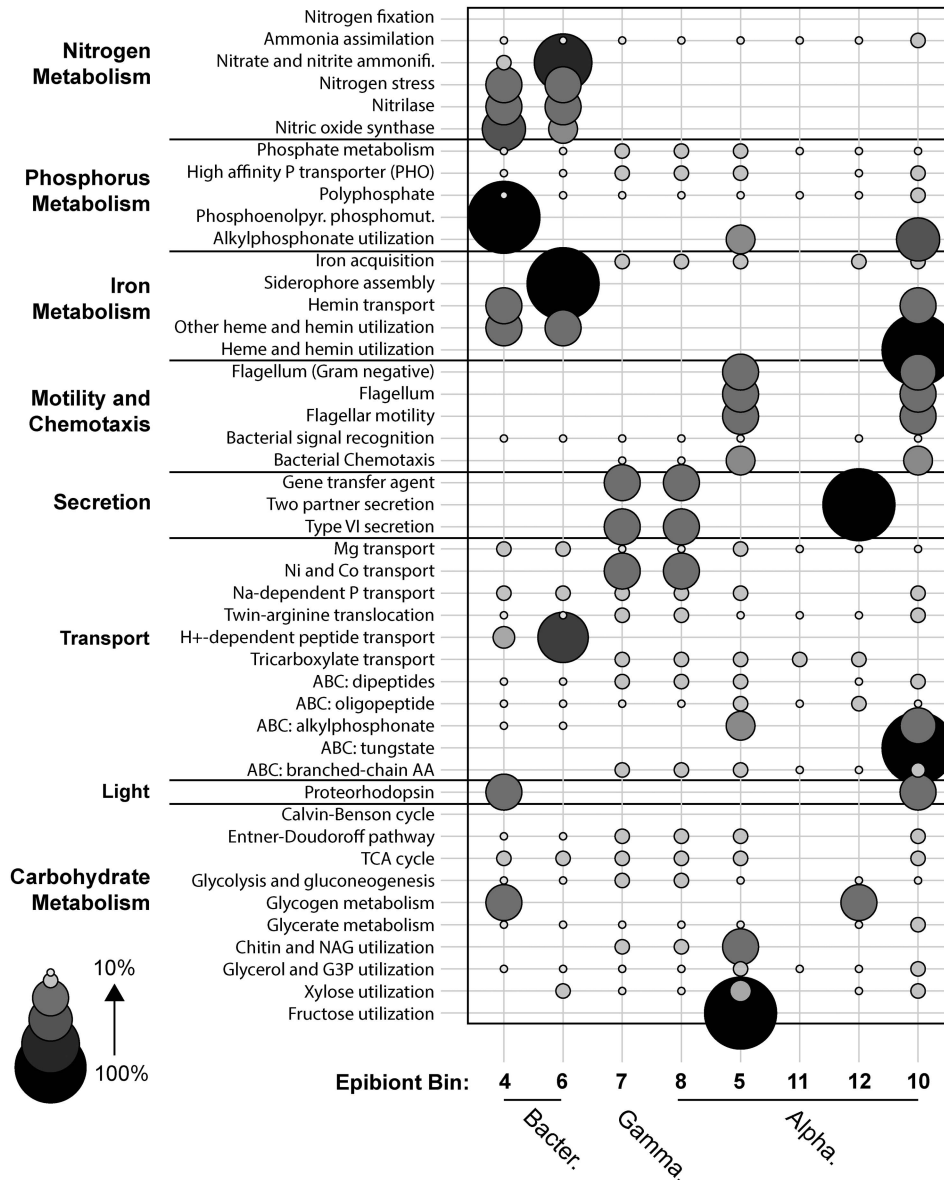 Nitrogen
Metabolism
Nitrogen fixation
Ammonia assimilation
Nitrate and nitrite ammonifi.
Nitrogen stress
Nitrilase
Nitric oxide synthase
Phosphorus
Metabolism
Phosphate metabolism
High affinity P transporter (PHO)
Polyphosphate
Phosphoenolpyr. phosphomut.
Alkylphosphonate utilization
Iron
Metabolism
Iron acquisition
Siderophore assembly
Hemin transport
Other heme and hemin utilization
Heme and hemin utilization
Motility and
Chemotaxis
Flagellum (Gram negative)
Flagellum
Flagellar motility
Bacterial signal recognition
Bacterial Chemotaxis
Secretion
Gene transfer agent
Two partner secretion
Type VI secretion
Transport
Mg transport
Ni and Co transport
Na-dependent P transport
Twin-arginine translocation
H+-dependent peptide transport
Tricarboxylate transport
ABC: dipeptides
ABC: oligopeptide
ABC: alkylphosphonate
ABC: tungstate
ABC: branched-chain AA
Light
Proteorhodopsin
Carbohydrate
Metabolism
Calvin-Benson cycle
Entner-Doudoroff pathway
TCA cycle
Glycolysis and gluconeogenesis
Glycogen metabolism
Glycerate metabolism
Chitin and NAG utilization
Glycerol and G3P utilization
Xylose utilization
Fructose utilization
10%
100%
Epibiont Bin: 4 6 7 8 5 11 12 10
Bacter. Gamma. Alpha.